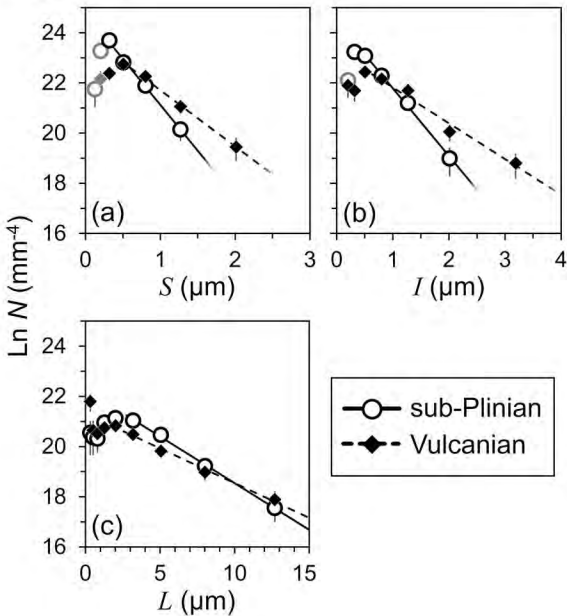 24
22
20
18
16
(a)
0 1 2 3
S (µm)
24
22
20
18
16
(b)
0 1 2 3 4
I (µm)
Ln N (mm-4)
26
24
22
20
18
16
(c)
0 5 10 15
L (µm)
sub-Plinian
Vulcanian